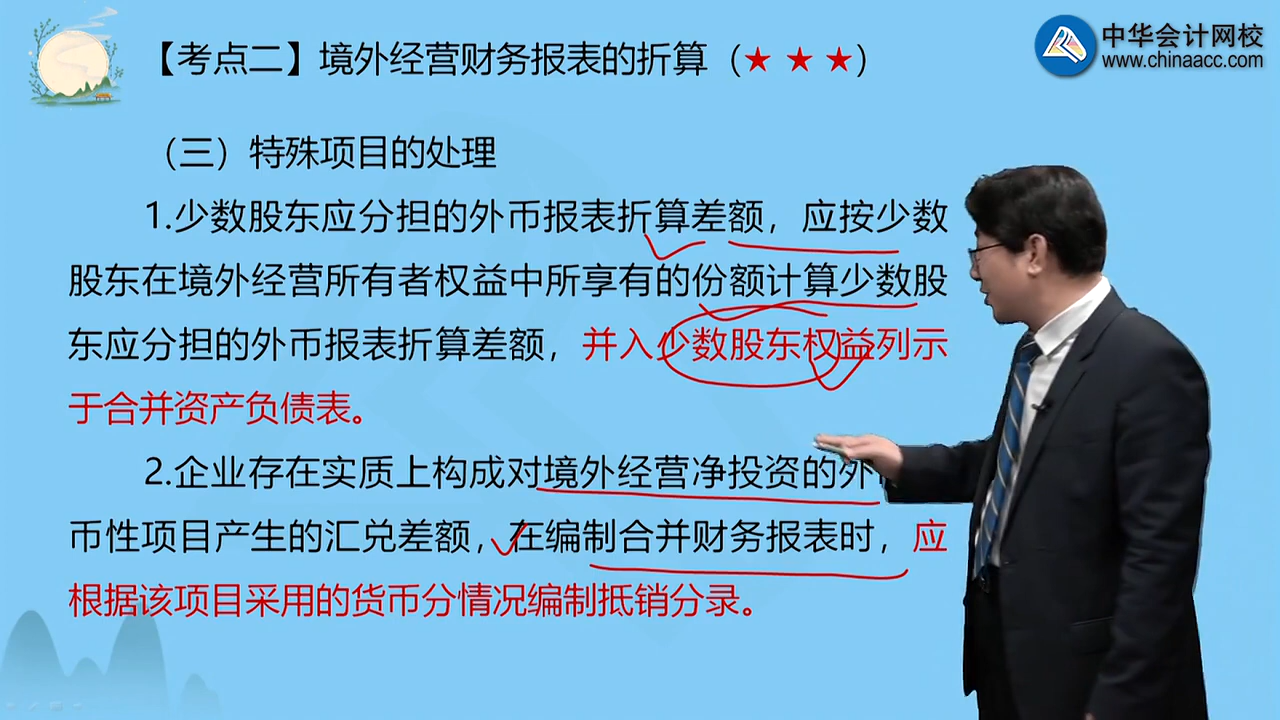 【考点二】境外经营财务报表的折算（★ ★ ★）
中华会计网校
www.chinaacc.com
（三）特殊项目的处理
1.少数股东应分担的外币报表折算差额，应按少数
股东在境外经营所有者权益中所享有的份额计算少数股
东应分担的外币报表折算差额，并入少数股东权益列示
于合并资产负债表。
2.企业存在实质上构成对境外经营净投资的外
币性项目产生的汇兑差额，在编制合并财务报表时，应
根据该项目采用的货币分情况编制抵销分录。